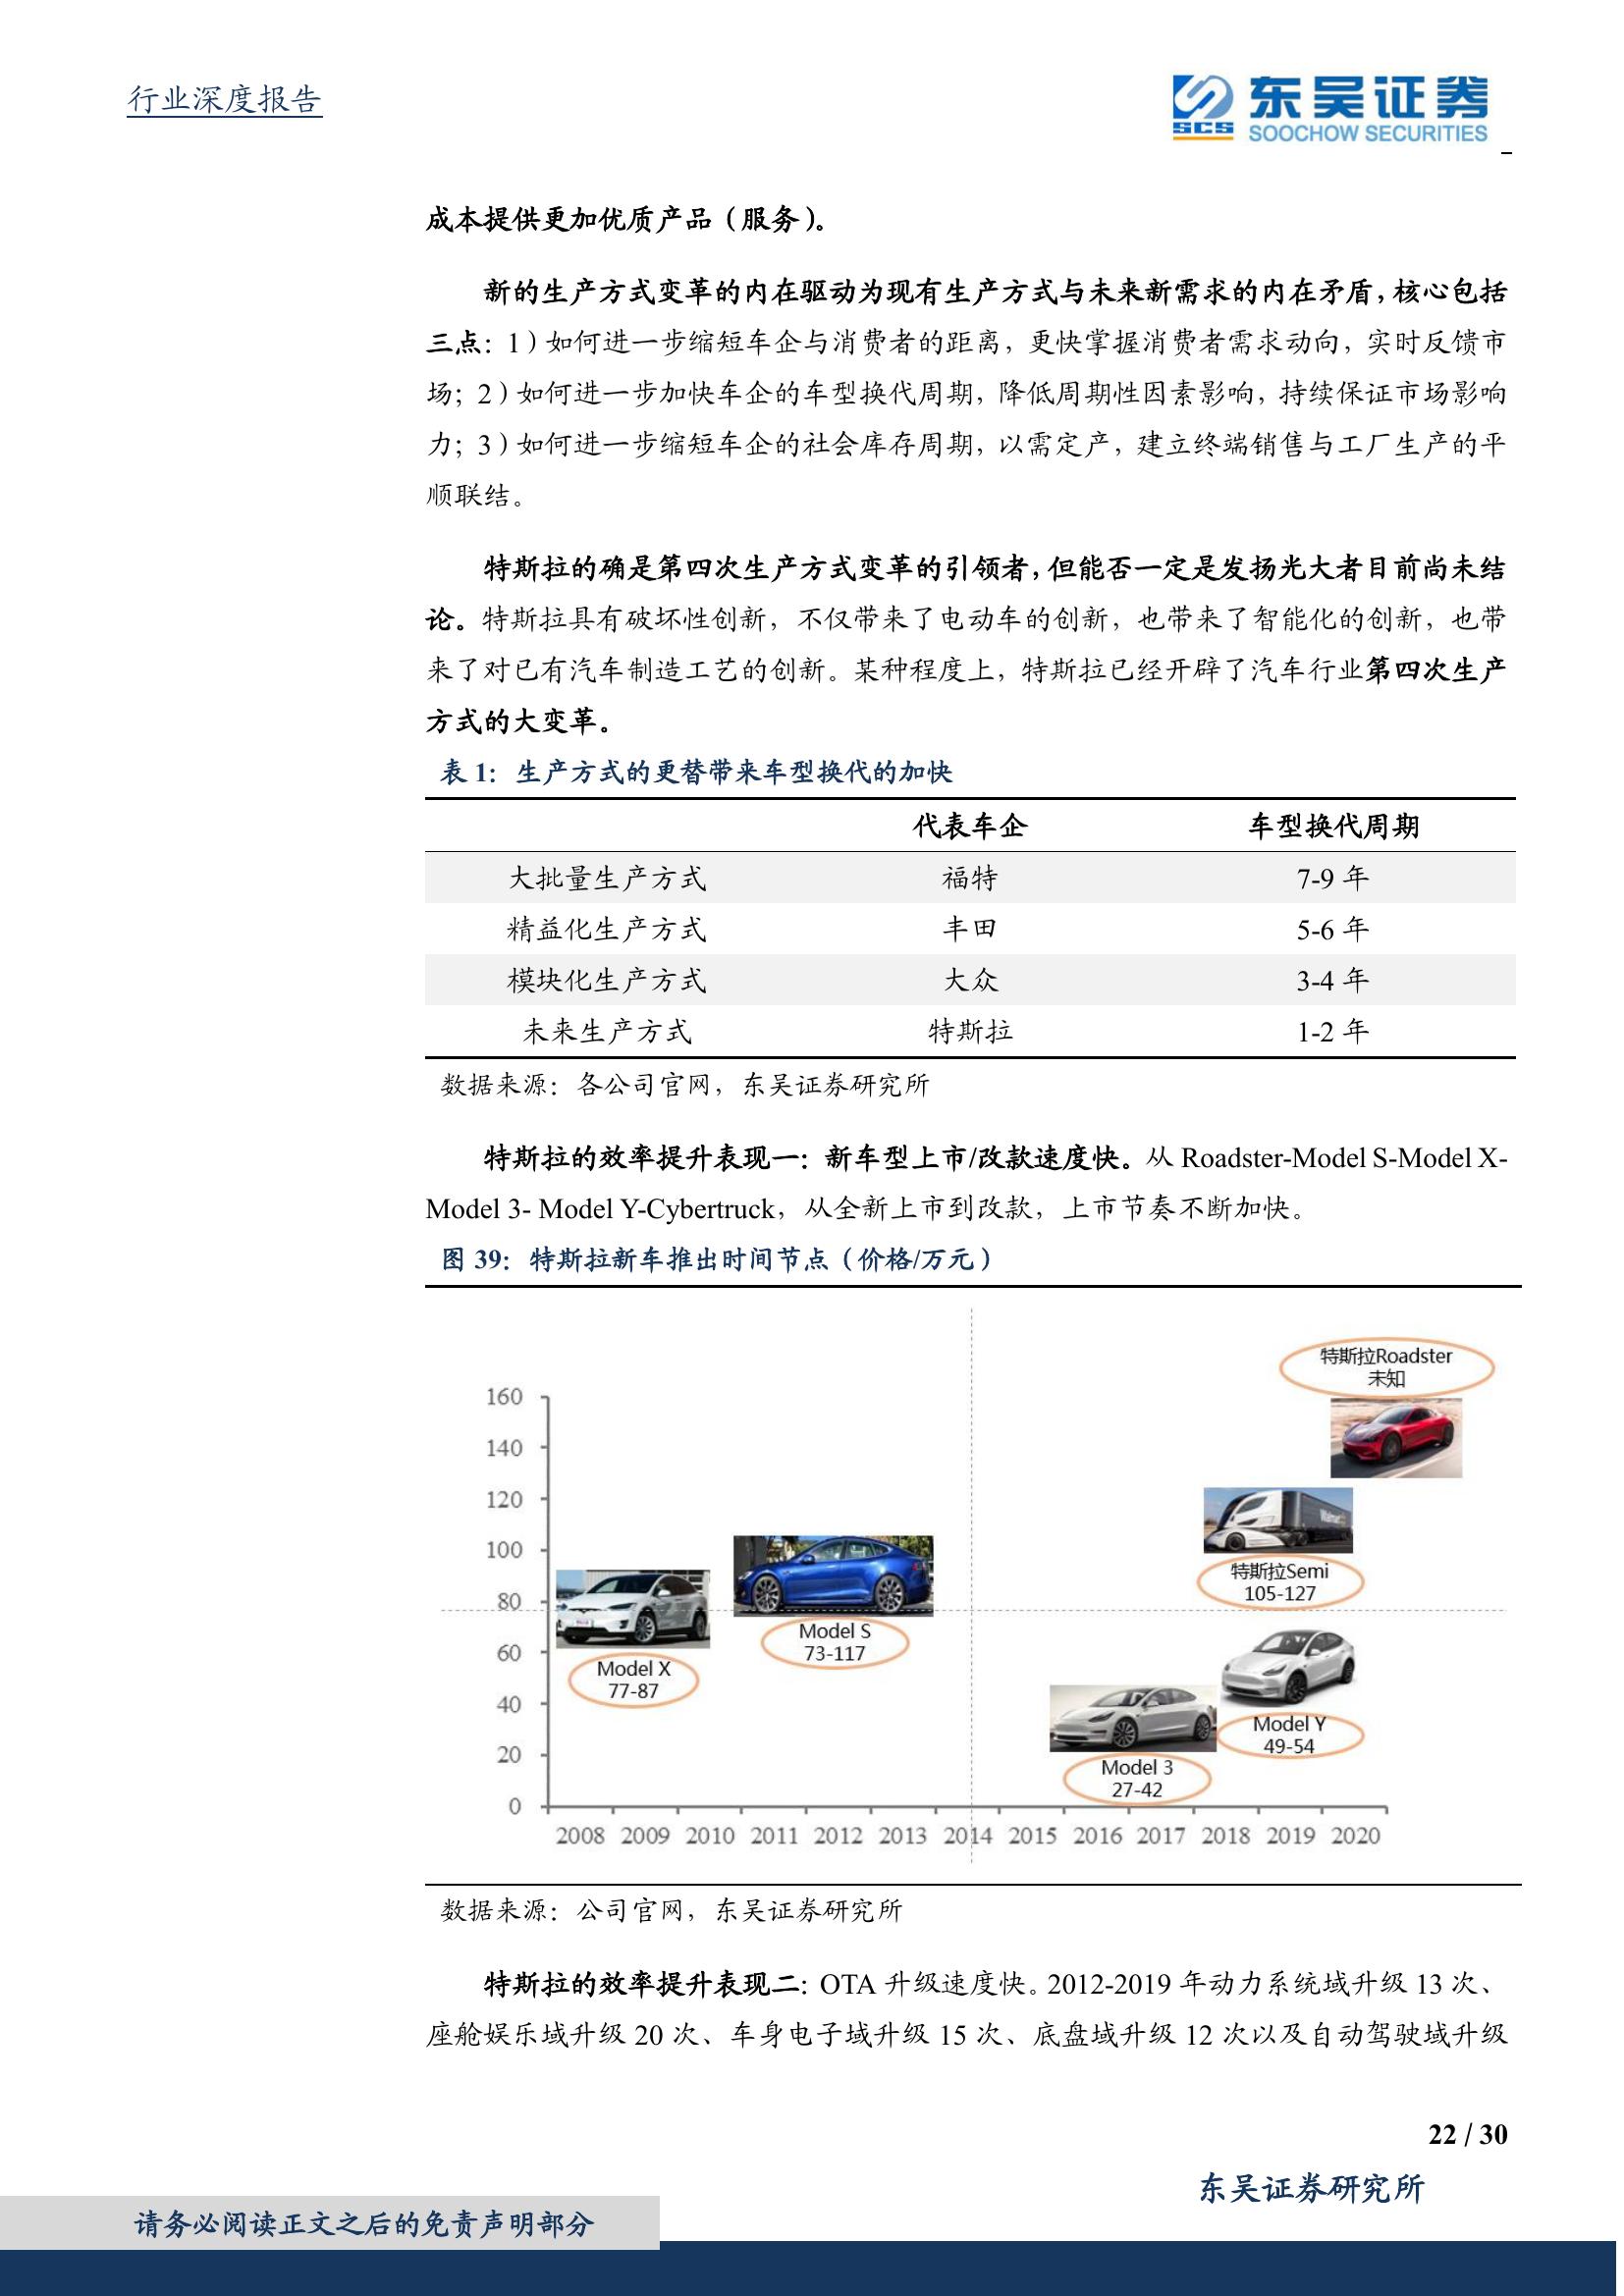 行业深度报告
东吴证券
SCS
SOOCHOW SECURITIES
成本提供更加优质产品（服务）。
新的生产方式变革的内在驱动为现有生产方式与未来新需求的内在矛盾，核心包括
三点：1）如何进一步缩短车企与消费者的距离，更快掌握消费者需求动向，实时反馈市
场；2）如何进一步加快车企的车型换代周期，降低周期性因素影响，持续保证市场影响
力；3）如何进一步缩短车企的社会库存周期，以需定产，建立终端销售与工厂生产的平
顺联结。
特斯拉的确是第四次生产方式变革的引领者，但能否一定是发扬光大者目前尚未结
论。特斯拉具有破坏性创新，不仅带来了电动车的创新，也带来了智能化的创新，也带
来了对已有汽车制造工艺的创新。某种程度上，特斯拉已经开辟了汽车行业第四次生产
方式的大变革。
表 1：生产方式的更替带来车型换代的加快
代表车企 车型换代周期
大批量生产方式 福特 7-9 年
精益化生产方式 丰田 5-6 年
模块化生产方式 大众 3-4 年
未来生产方式 特斯拉 1-2 年
数据来源：各公司官网，东吴证券研究所
特斯拉的效率提升表现一：新车型上市/改款速度快。从 Roadster-Model S-Model X-
Model 3- Model Y-Cybertruck，从全新上市到改款，上市节奏不断加快。
图 39：特斯拉新车推出时间节点（价格/万元）
特斯拉Roadster
未知
160
140
120
100
80
60
40
20
0
特斯拉Semi
105-127
Model S
73-117
Model X
77-87
Model Y
49-54
Model 3
27-42
2008 2009 2010 2011 2012 2013 2014 2015 2016 2017 2018 2019 2020
数据来源：公司官网，东吴证券研究所
特斯拉的效率提升表现二：OTA 升级速度快。2012-2019 年动力系统域升级 13 次、
座舱娱乐域升级 20 次、车身电子域升级 15 次、底盘域升级 12 次以及自动驾驶域升级
22 / 30
东吴证券研究所
请务必阅读正文之后的免责声明部分